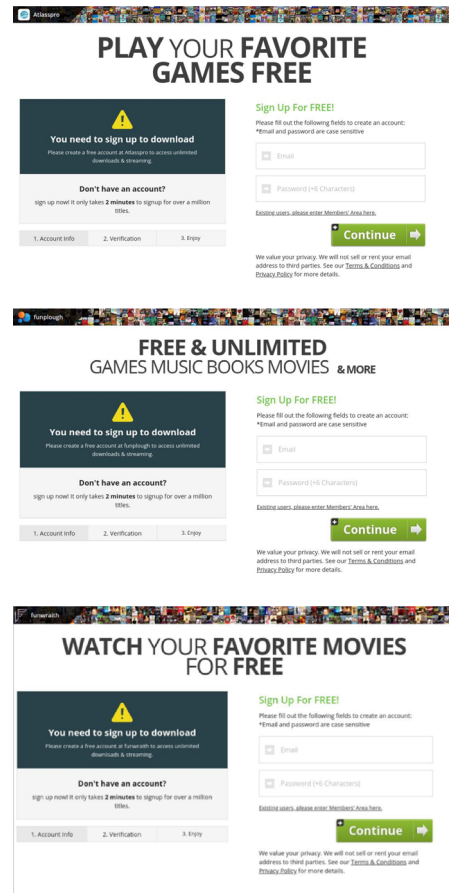 Atlasspro
PLAY YOUR FAVORITE
GAMES FREE
You need to sign up to download
Please create a free account at Atlasspro to access unlimited
downloads & streaming.
Don't have an account?
sign up now! It only takes 2 minutes to signup for over a million
titles.
1. Account Info
2. Verification
3. Enjoy
Sign Up For FREE!
Please fill out the following fields to create an account:
*Email and password are case sensitive
Email
Password (+6 Characters)
Existing users, please enter Members' Area here.
Continue
We value your privacy. We will not sell or rent your email
address to third parties. See our Terms & Conditions and
Privacy Policy for more details.
funplough
FREE & UNLIMITED
GAMES MUSIC BOOKS MOVIES & MORE
You need to sign up to download
Please create a free account at funplough to access unlimited
downloads & streaming.
Don't have an account?
sign up now! It only takes 2 minutes to signup for over a million
titles.
1. Account Info
2. Verification
3. Enjoy
Sign Up For FREE!
Please fill out the following fields to create an account:
*Email and password are case sensitive
Email
Password (+6 Characters)
Existing users, please enter Members' Area here.
Continue
We value your privacy. We will not sell or rent your email
address to third parties. See our Terms & Conditions and
Privacy Policy for more details.
funwraith
WATCH YOUR FAVORITE MOVIES
FOR FREE
You need to sign up to download
Please create a free account at funwraith to access unlimited
downloads & streaming.
Don't have an account?
sign up now! It only takes 2 minutes to signup for over a million
titles.
1. Account Info
2. Verification
3. Enjoy
Sign Up For FREE!
Please fill out the following fields to create an account:
*Email and password are case sensitive
Email
Password (+6 Characters)
Existing users, please enter Members' Area here.
Continue
We value your privacy. We will not sell or rent your email
address to third parties. See our Terms & Conditions and
Privacy Policy for more details.